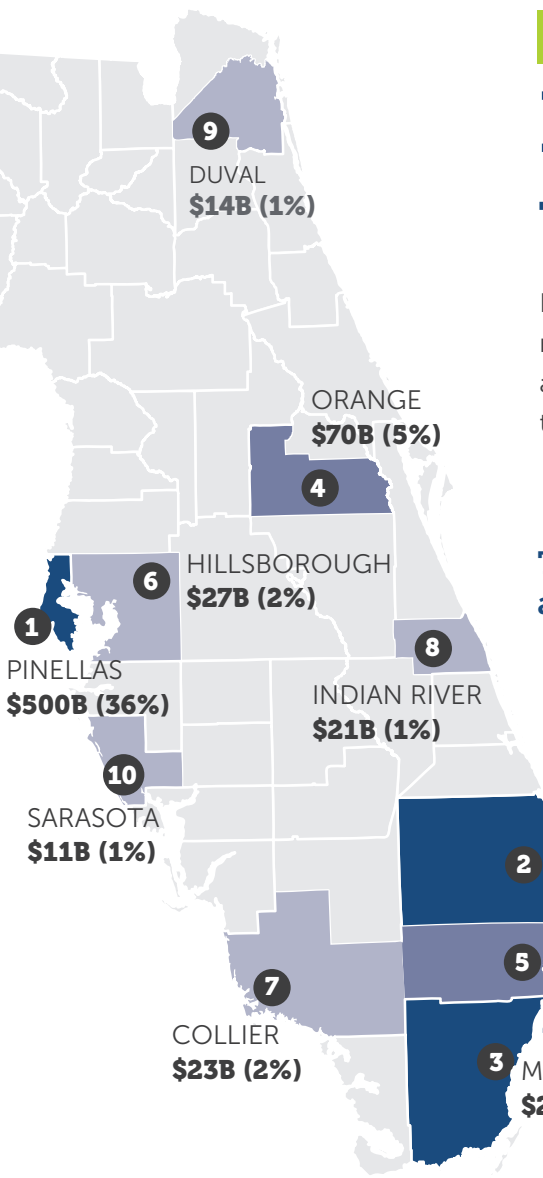 9
DUVAL
$14B (1%)
ORANGE
$70B (5%)
4
6
HILLSBOROUGH
$27B (2%)
1
PINELLAS
$500B (36%)
8
INDIAN RIVER
$21B (1%)
10
SARASOTA
$11B (1%)
2
5
7
COLLIER
$23B (2%)
3
M
$2